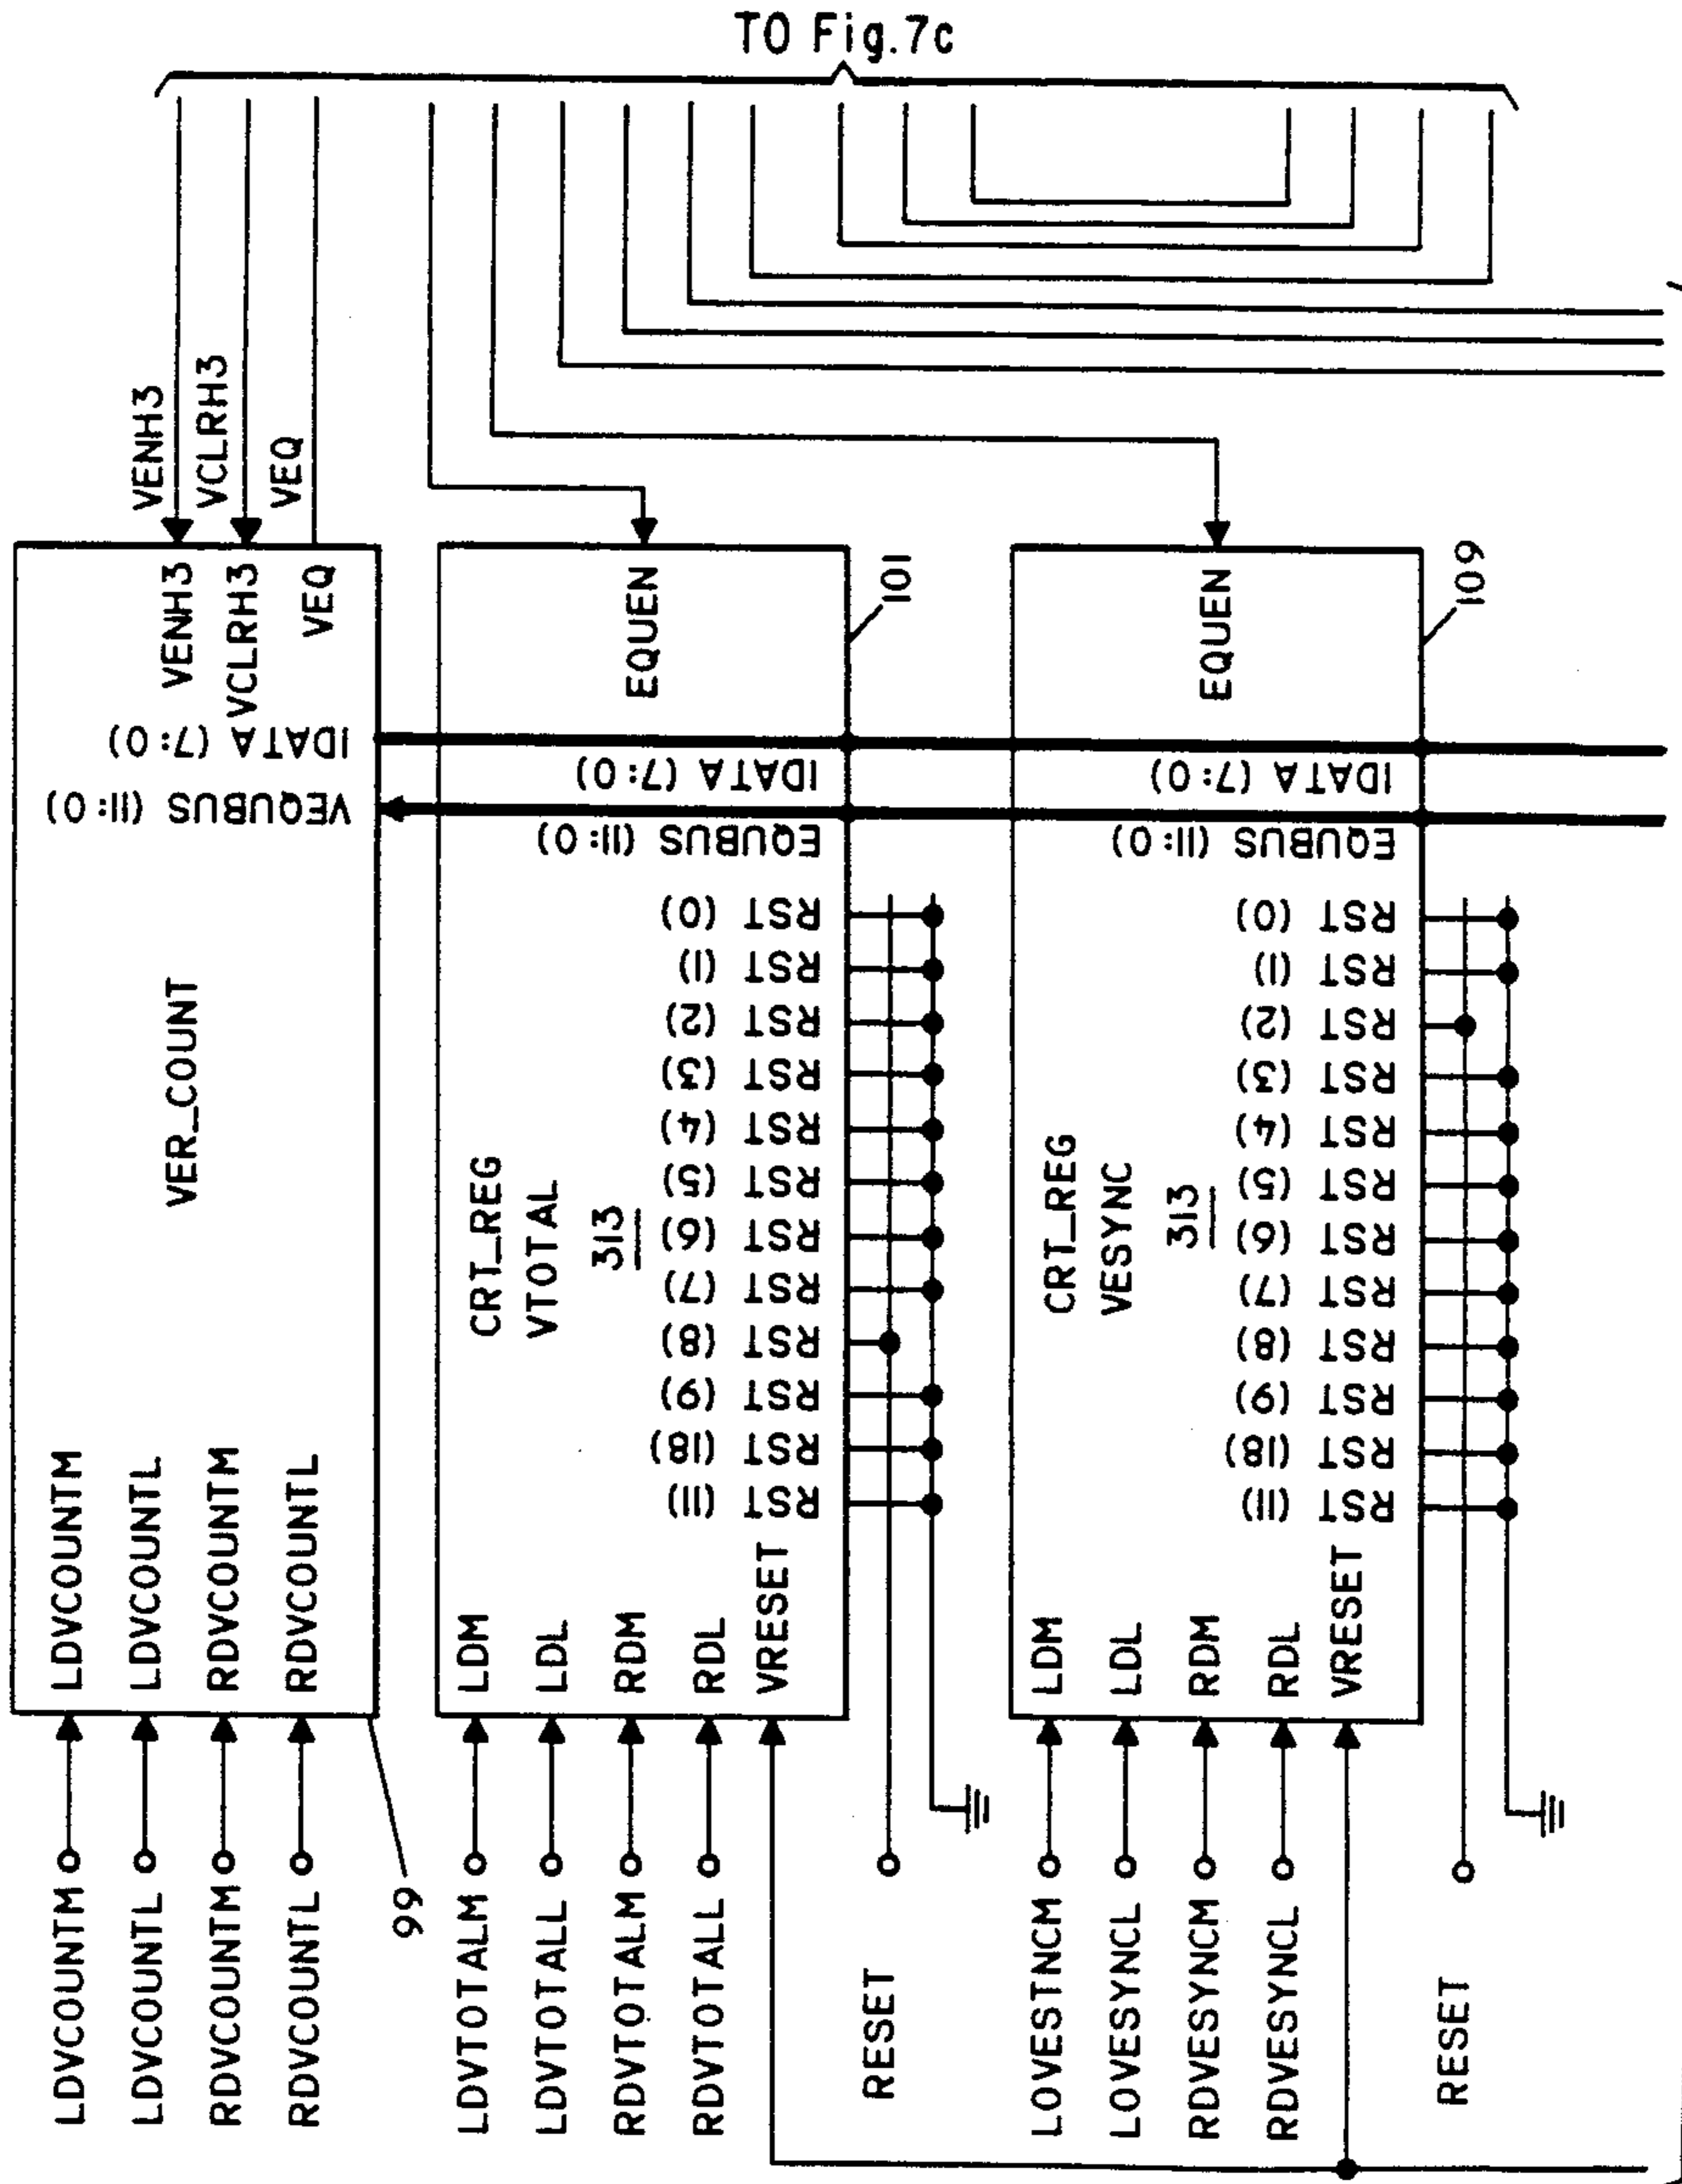 TO Fig.7c
VENH3
VCLRH3
VEQ
LDVCOUNTM
LDVCOUNTL
RDVCOUNTM
RDVCOUNTL
LDVCOUNTM
LDVCOUNTL
RDVCOUNTM
RDVCOUNTL
VER_COUNT
VENH3
VCLRH3
VEQ
IDATA (7:0)
VEQUBUS (11:0)
99
LDVTOTALM
LDVTOTALL
RDVTOTALM
RDVTOTALL
LDM
LDL
RDM
RDL
VRESET
CRT_REG
VTOTAL
313
EQUEN
IDATA (7:0)
EQUBUS (11:0)
RST (0)
RST (1)
RST (2)
RST (3)
RST (4)
RST (5)
RST (6)
RST (7)
RST (8)
RST (9)
RST (18)
RST (11)
101
RESET
LOVESTNCM
LOVESYNCL
RDVESYNCM
RDVESYNCL
LDM
LDL
RDM
RDL
VRESET
CRT_REG
VESYNC
313
EQUEN
IDATA (7:0)
EQUBUS (11:0)
RST (0)
RST (1)
RST (2)
RST (3)
RST (4)
RST (5)
RST (6)
RST (7)
RST (8)
RST (9)
RST (18)
RST (11)
109
RESET